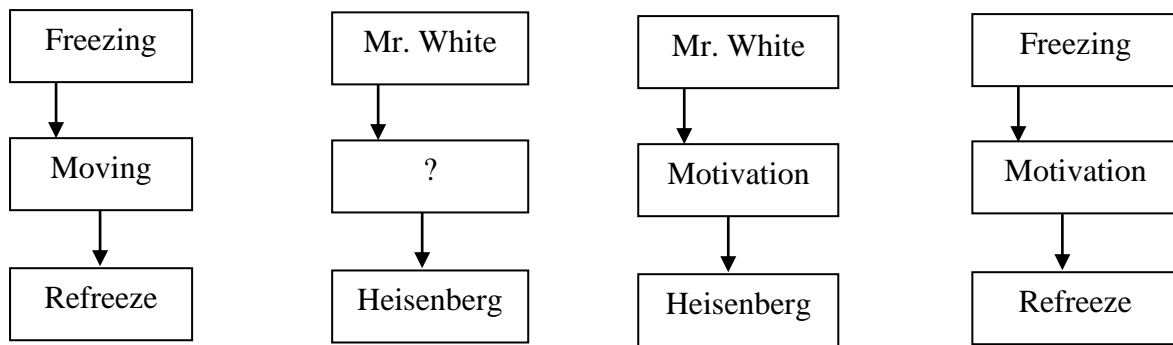 Freezing
Moving
Refreeze
Mr. White
?
Heisenberg
Mr. White
Motivation
Heisenberg
Freezing
Motivation
Refreeze